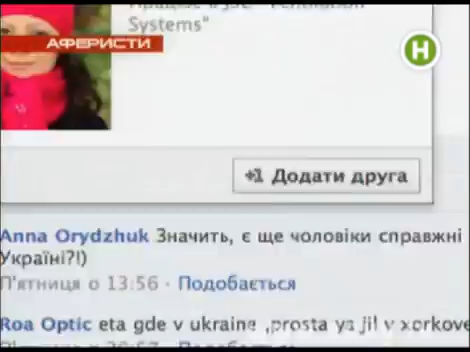 Systems"
АФЕРИСТИ
Н
+1 Додати друга
Anna Orydzhuk Значить, є ще чоловіки справжні
Україні?!)
П'ятниця о 13:56 · Подобається
Roa Optic eta gde v ukraine ,prosta ya jil v xorkove